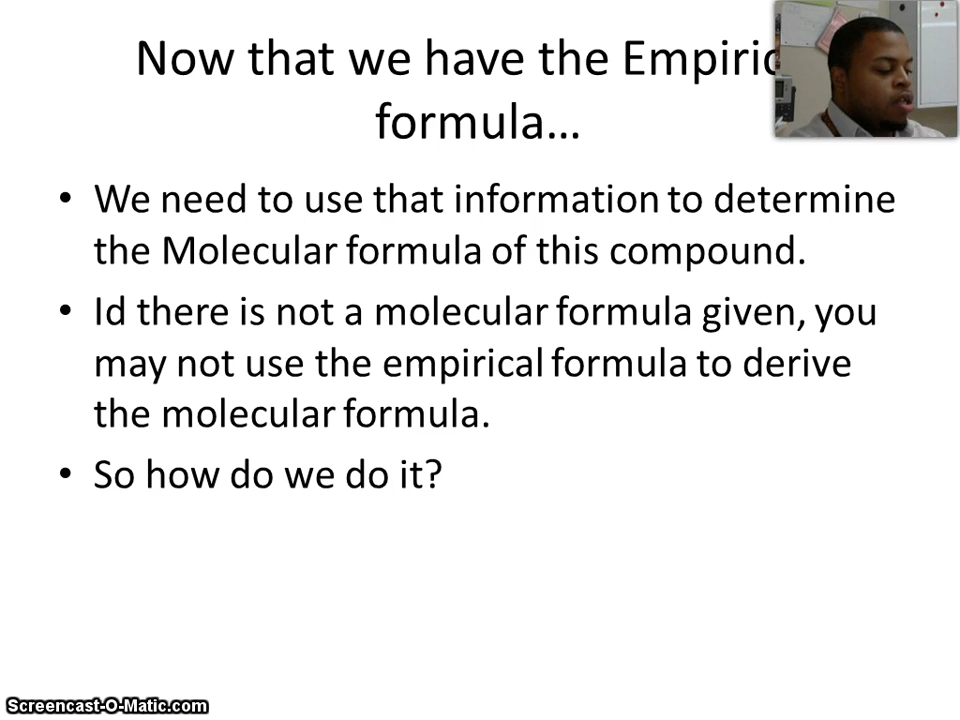 Now that we have the Empiric
formula...
• We need to use that information to determine
the Molecular formula of this compound.
• Id there is not a molecular formula given, you
may not use the empirical formula to derive
the molecular formula.
• So how do we do it?
Screencast-O-Matic.com